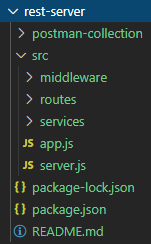 rest-server
postman-collection
src
middleware
routes
services
JS app.js
JS server.js
{} package-lock.json
{} package.json
README.md